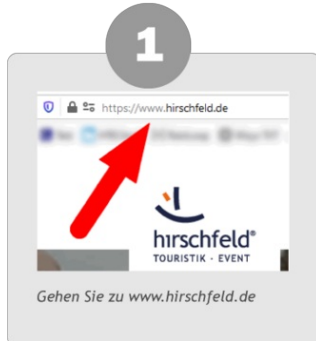 1
https://www.hirschfeld.de
hirschfeld®
TOURISTIK - EVENT
Gehen Sie zu www.hirschfeld.de